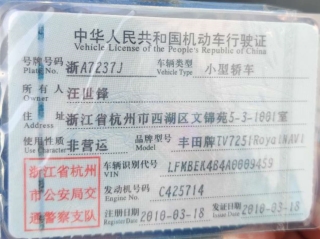 中华人民共和国机动车行驶证
Vehicle License of the People's Republic of China
号牌号码 浙A7237J 车辆类型 小型轿车
Plate No. Vehicle Type
所有人 汪世锋
Owner
住址 浙江省杭州市西湖区文锦苑5-3-1001室
Address
使用性质 非营运 品牌型号 丰田牌TV7251RoyalNAVI
Use Character Model
浙江省杭州
市公安局交
通警察支队
车辆识别代号 LFMBEK4B4A0009459
VIN
发动机号码 C425714
Engine No.
注册日期 2010-03-18 发证日期 2010-03-18
Register Date Issue Date